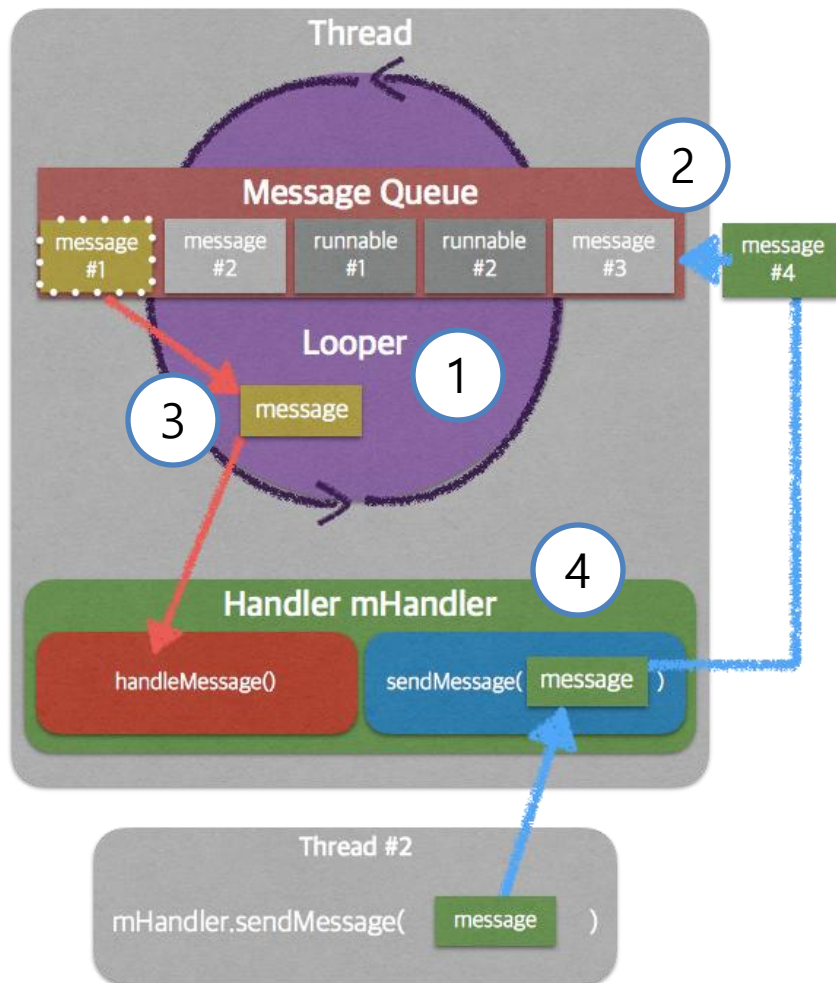 Thread
2
Message Queue
message
#1
message
#2
runnable
#1
runnable
#2
message
#3
message
#4
Looper
1
message
3
4
Handler mHandler
handleMessage()
sendMessage( message )
Thread #2
mHandler.sendMessage( message )